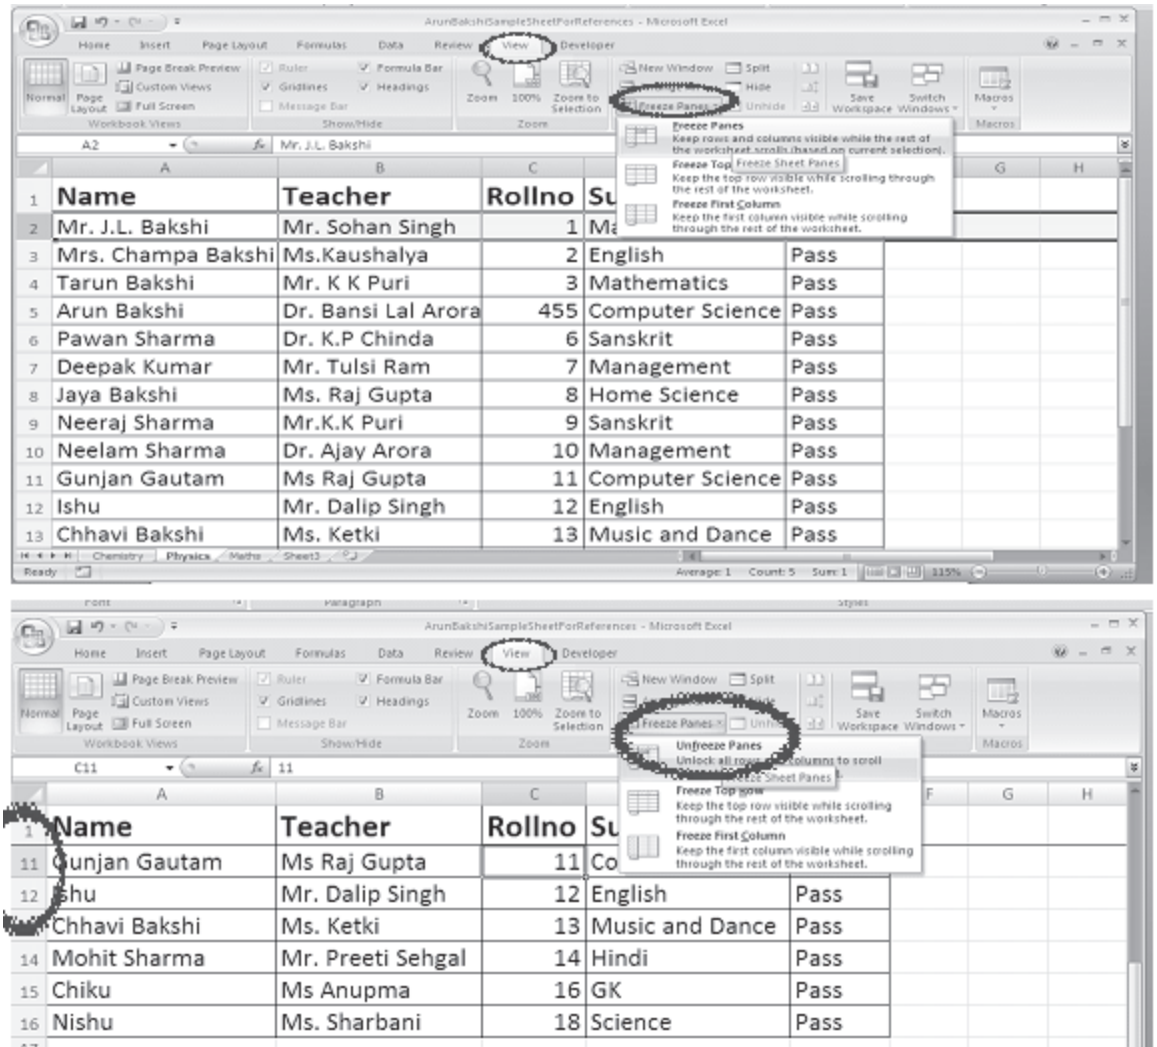 ArunBakshiSampleSheetForReferences - Microsoft Excel
Home Insert Page Layout Formulas Data Review View Developer
Page Break Preview Ruler Formula Bar New Window Split
Custom Views Gridlines Headings Hide
Normal Page Layout Full Screen Message Bar Zoom 100% Zoom to Selection Freeze Panes Unhide Save Workspace Switch Windows Macros
Workbook Views Show/Hide Zoom Macros
Freeze Panes
Keep rows and columns visible while the rest of
the worksheet scrolls (based on current selection).
Freeze Top Freeze Sheet Panes
Keep the top row visible while scrolling through
the rest of the worksheet.
Freeze First Column
Keep the first column visible while scrolling
through the rest of the worksheet.
A2 fx Mr. J.L. Bakshi
A B C G H
1 Name Teacher Rollno Su
2 Mr. J.L. Bakshi Mr. Sohan Singh 1 Ma
3 Mrs. Champa Bakshi Ms.Kaushalya 2 English Pass
4 Tarun Bakshi Mr. K K Puri 3 Mathematics Pass
5 Arun Bakshi Dr. Bansi Lal Arora 455 Computer Science Pass
6 Pawan Sharma Dr. K.P Chinda 6 Sanskrit Pass
7 Deepak Kumar Mr. Tulsi Ram 7 Management Pass
8 Jaya Bakshi Ms. Raj Gupta 8 Home Science Pass
9 Neeraj Sharma Mr.K.K Puri 9 Sanskrit Pass
10 Neelam Sharma Dr. Ajay Arora 10 Management Pass
11 Gunjan Gautam Ms Raj Gupta 11 Computer Science Pass
12 Ishu Mr. Dalip Singh 12 English Pass
13 Chhavi Bakshi Ms. Ketki 13 Music and Dance Pass
Chemistry Physics Maths Sheet3
Ready Average: 1 Count: 5 Sum: 1 115%
Font Paragraph Styles
ArunBakshiSampleSheetForReferences - Microsoft Excel
Home Insert Page Layout Formulas Data Review View Developer
Page Break Preview Ruler Formula Bar New Window Split
Custom Views Gridlines Headings
Normal Page Layout Full Screen Message Bar Zoom 100% Zoom to Selection Freeze Panes Save Workspace Switch Windows Macros
Workbook Views Show/Hide Zoom Macros
Unfreeze Panes
Unlock all rows columns to scroll
Freeze Sheet Panes
Freeze Top Row
Keep the top row visible while scrolling
through the rest of the worksheet.
Freeze First Column
Keep the first column visible while scrolling
through the rest of the worksheet.
C11 fx 11
A B C F G H
1 Name Teacher Rollno Su
11 Gunjan Gautam Ms Raj Gupta 11 Co
12 Ishu Mr. Dalip Singh 12 English Pass
Chhavi Bakshi Ms. Ketki 13 Music and Dance Pass
14 Mohit Sharma Mr. Preeti Sehgal 14 Hindi Pass
15 Chiku Ms Anupma 16 GK Pass
16 Nishu Ms. Sharbani 18 Science Pass